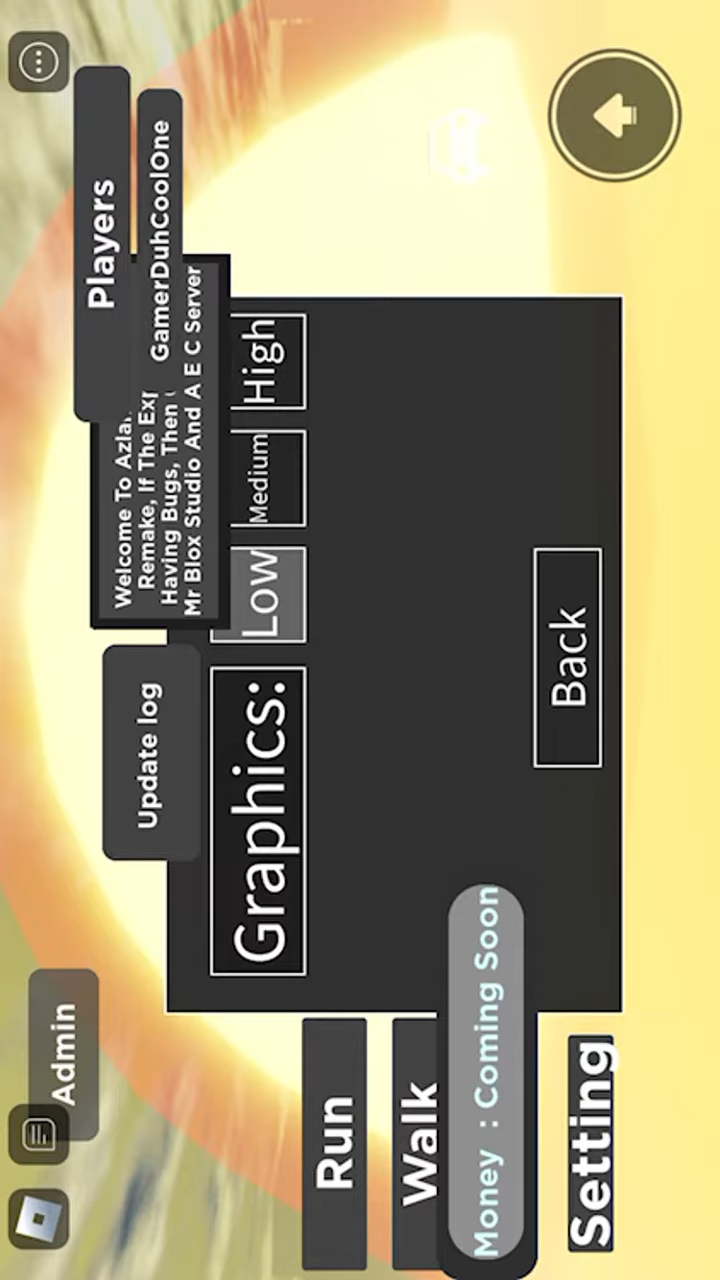 Players
GamerDuhCoolOne
Admin
Welcome To Azla
Remake, If The Exp
Having Bugs, Then
Mr Blox Studio And A E C Server
Update log
Graphics:
Low
Medium
High
Run
Walk
Money : Coming Soon
Back
Setting